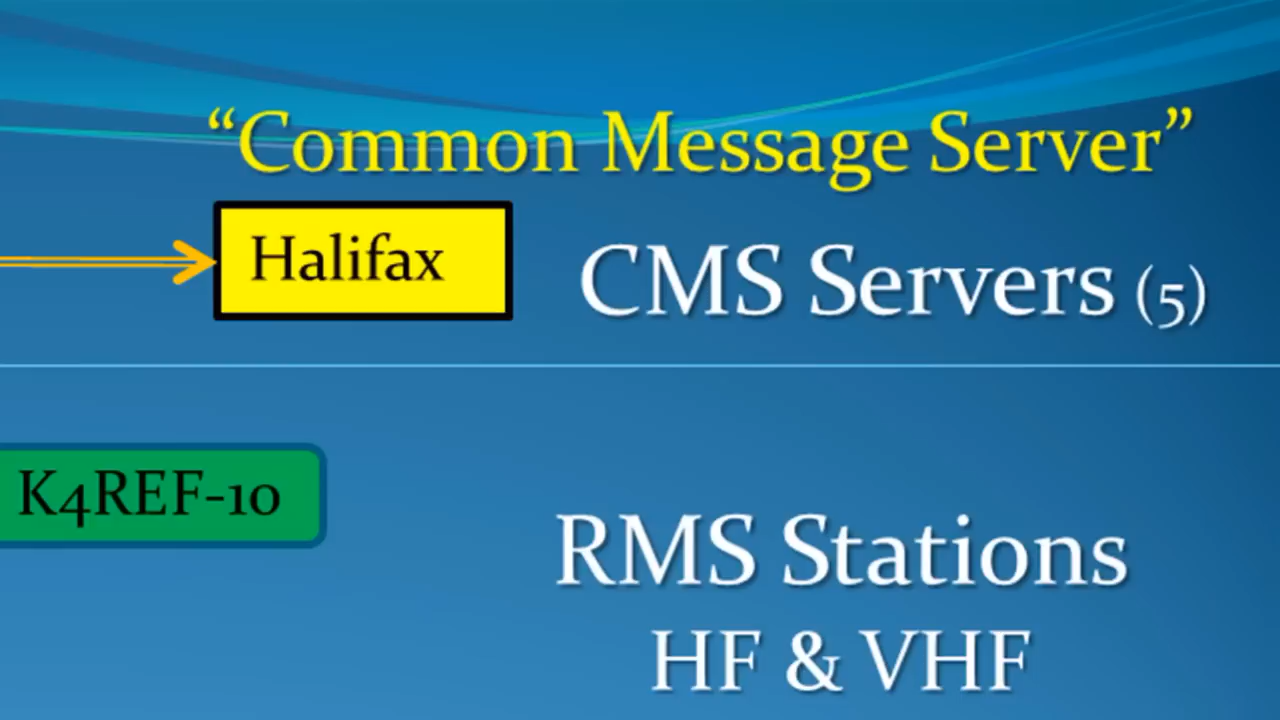 “Common Message Server”
Halifax
CMS Servers (5)
K4REF-10
RMS Stations
HF & VHF